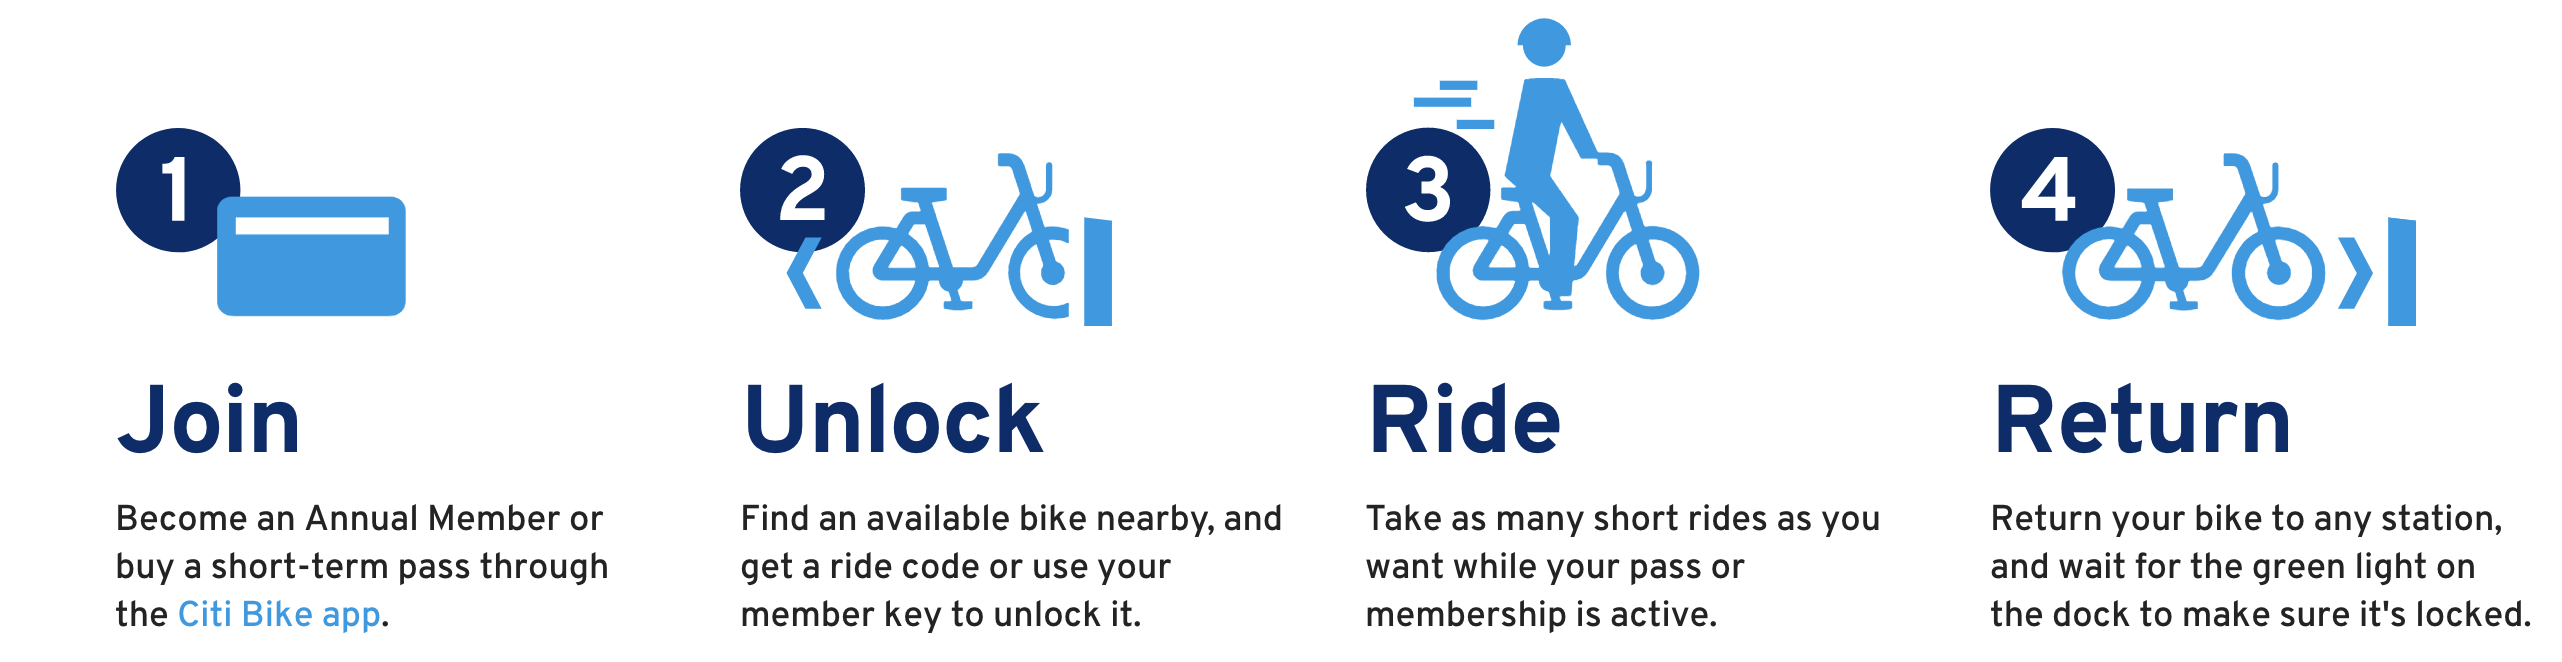 1
Join
Become an Annual Member or
buy a short-term pass through
the Citi Bike app.
2
Unlock
Find an available bike nearby, and
get a ride code or use your
member key to unlock it.
3
Ride
Take as many short rides as you
want while your pass or
membership is active.
4
Return
Return your bike to any station,
and wait for the green light on
the dock to make sure it's locked.